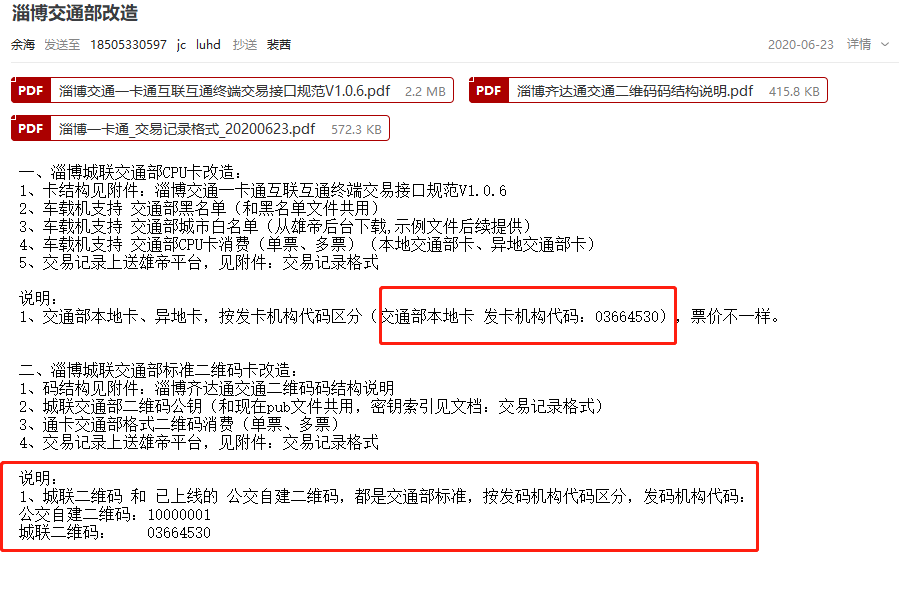 淄博交通部改造
余海 发送至 18505330597 jc luhd 抄送 裴茜 2020-06-23 详情
PDF 淄博交通一卡通互联互通终端交易接口规范V1.0.6.pdf 2.2 MB PDF 淄博齐达通交通二维码码结构说明.pdf 415.8 KB
PDF 淄博一卡通_交易记录格式_20200623.pdf 572.3 KB
一、淄博城联交通部CPU卡改造：
1、卡结构见附件：淄博交通一卡通互联互通终端交易接口规范V1.0.6
2、车载机支持 交通部黑名单（和黑名单文件共用）
3、车载机支持 交通部城市白名单（从雄帝后台下载,示例文件后续提供）
4、车载机支持 交通部CPU卡消费（单票、多票）（本地交通部卡、异地交通部卡）
5、交易记录上送雄帝平台，见附件：交易记录格式
说明：
1、交通部本地卡、异地卡，按发卡机构代码区分（交通部本地卡 发卡机构代码：03664530），票价不一样。
二、淄博城联交通部标准二维码卡改造：
1、码结构见附件：淄博齐达通交通二维码码结构说明
2、城联交通部二维码公钥（和现在pub文件共用，密钥索引见文档：交易记录格式）
3、通卡交通部格式二维码消费（单票、多票）
4、交易记录上送雄帝平台，见附件：交易记录格式
说明：
1、城联二维码 和 已上线的 公交自建二维码，都是交通部标准，按发码机构代码区分，发码机构代码：
公交自建二维码：10000001
城联二维码： 03664530